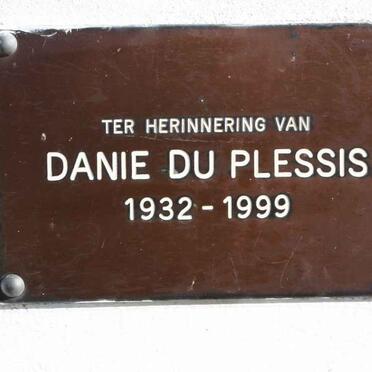 TER HERINNERING VAN
DANIE DU PLESSIS
1932 - 1999